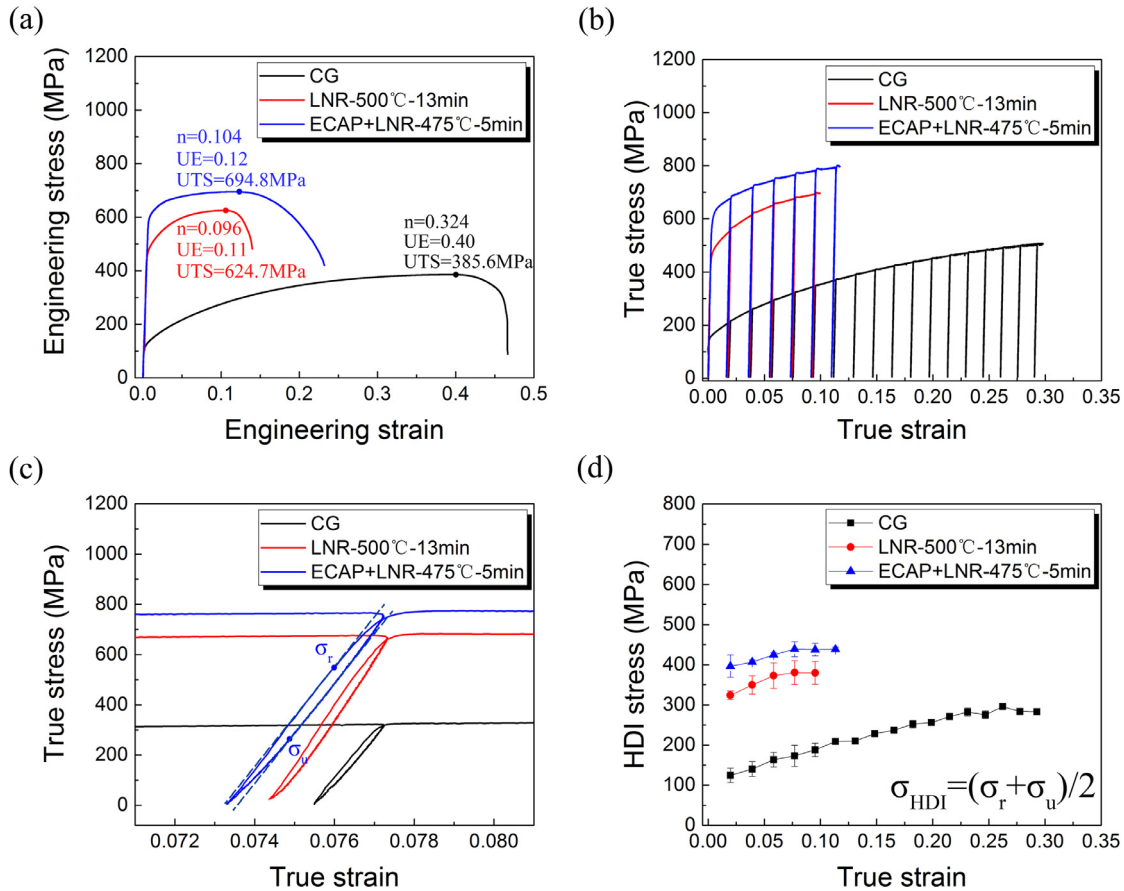 (a)
1200
1000
800
600
400
200
0
Engineering stress (MPa)
CG
LNR-500℃-13min
ECAP+LNR-475℃-5min
n=0.104
UE=0.12
UTS=694.8MPa
n=0.096
UE=0.11
UTS=624.7MPa
n=0.324
UE=0.40
UTS=385.6MPa
0.0 0.1 0.2 0.3 0.4 0.5
Engineering strain
(b)
1200
1000
800
600
400
200
0
True stress (MPa)
CG
LNR-500℃-13min
ECAP+LNR-475℃-5min
0.00 0.05 0.10 0.15 0.20 0.25 0.30 0.35
True strain
(c)
1200
1000
800
600
400
200
0
True stress (MPa)
CG
LNR-500℃-13min
ECAP+LNR-475℃-5min
σr
σu
0.072 0.074 0.076 0.078 0.080
True strain
(d)
800
700
600
500
400
300
200
100
0
HDI stress (MPa)
CG
LNR-500℃-13min
ECAP+LNR-475℃-5min
σHDI=(σr+σu)/2
0.00 0.05 0.10 0.15 0.20 0.25 0.30 0.35
True strain